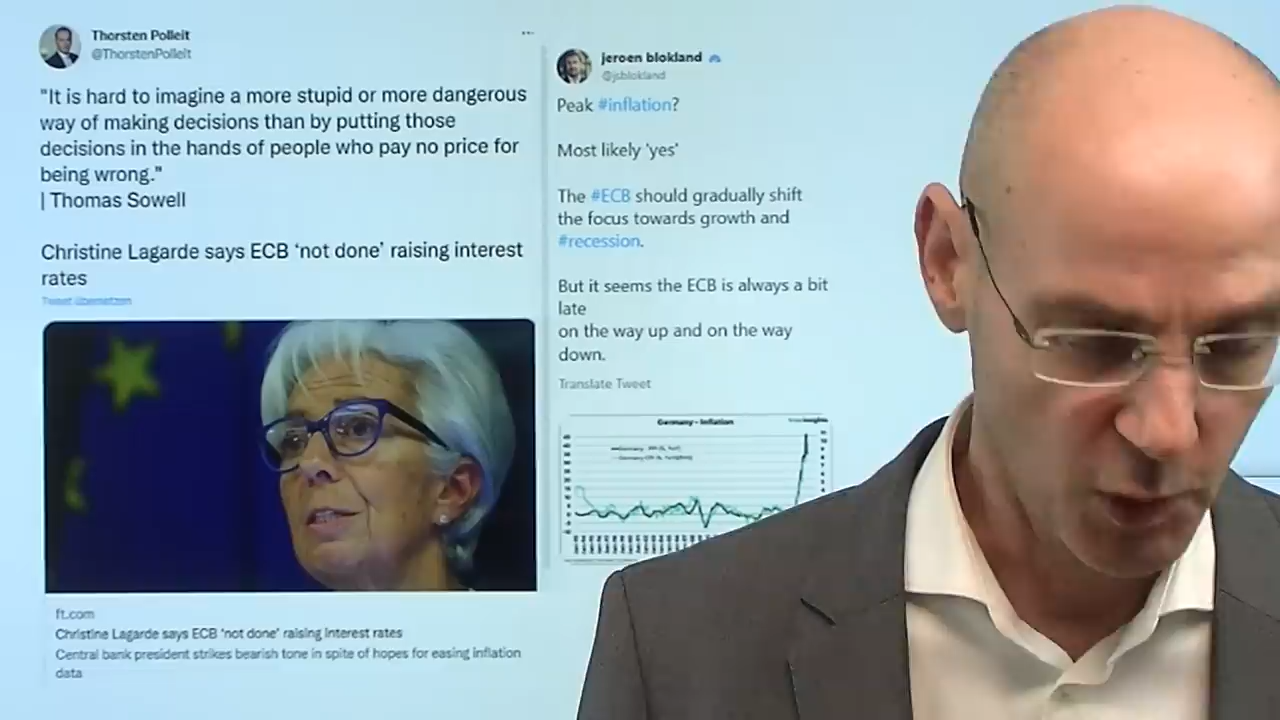 Thorsten Polleit
@ThorstenPolleit
"It is hard to imagine a more stupid or more dangerous
way of making decisions than by putting those
decisions in the hands of people who pay no price for
being wrong."
| Thomas Sowell
Christine Lagarde says ECB ‘not done’ raising interest
rates
Tweet übersetzen
ft.com
Christine Lagarde says ECB ‘not done’ raising interest rates
Central bank president strikes bearish tone in spite of hopes for easing inflation
data
jeroen blokland
@jsblokland
Peak #inflation?
Most likely 'yes'
The #ECB should gradually shift
the focus towards growth and
#recession.
But it seems the ECB is always a bit
late
on the way up and on the way
down.
Translate Tweet
Germany - Inflation